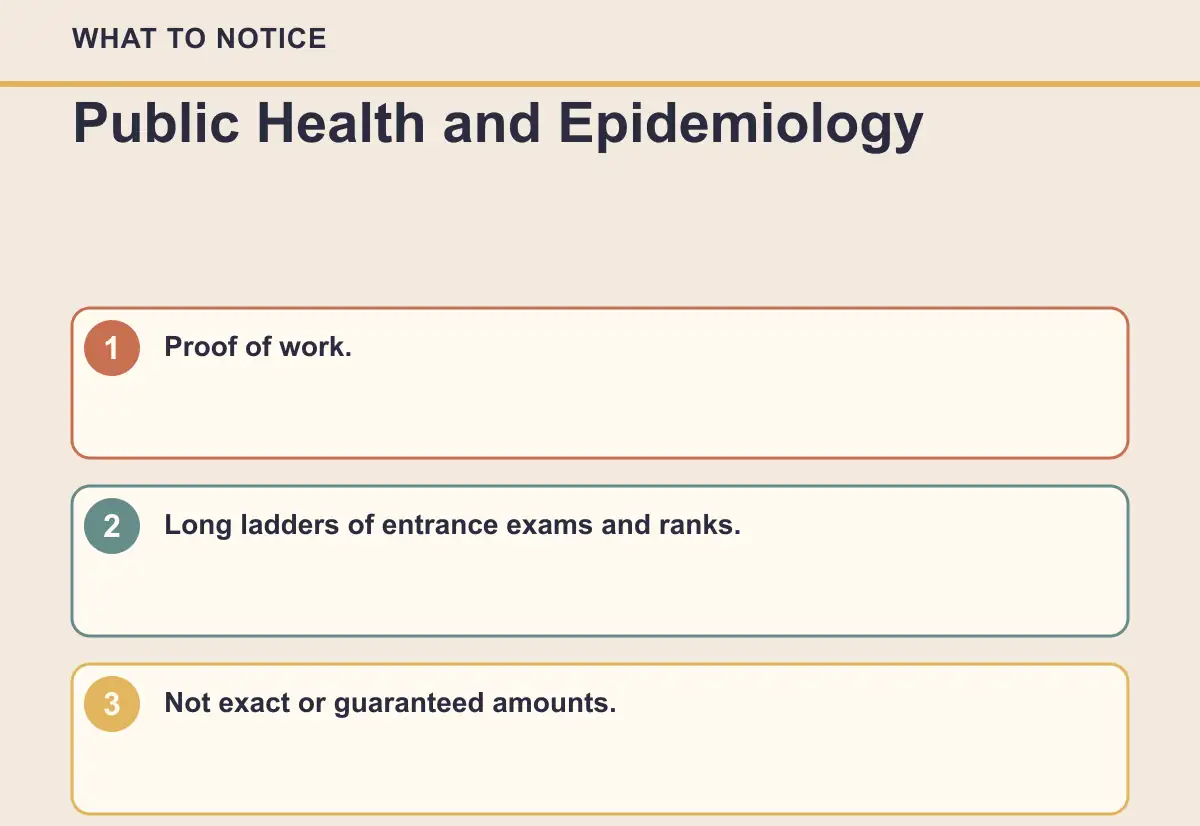 WHAT TO NOTICE
Public Health and Epidemiology
1 Proof of work.
2 Long ladders of entrance exams and ranks.
3 Not exact or guaranteed amounts.